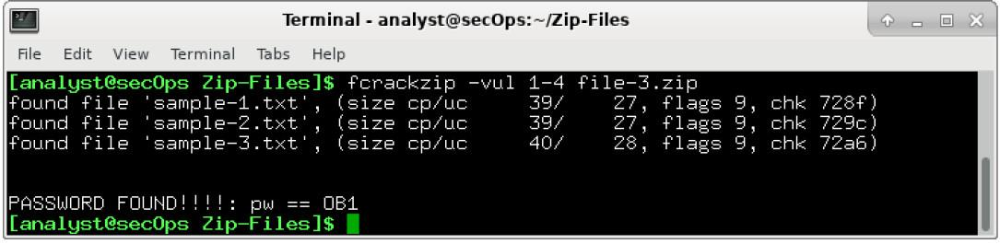 Terminal - analyst@secOps:~/Zip-Files
File Edit View Terminal Tabs Help
[analyst@secOps Zip-Files]$ fcrackzip -vul 1-4 file-3.zip
found file 'sample-1.txt', (size cp/uc     39/    27, flags 9, chk 728f)
found file 'sample-2.txt', (size cp/uc     39/    27, flags 9, chk 729c)
found file 'sample-3.txt', (size cp/uc     40/    28, flags 9, chk 72a6)
PASSWORD FOUND!!!!: pw == OB1
[analyst@secOps Zip-Files]$